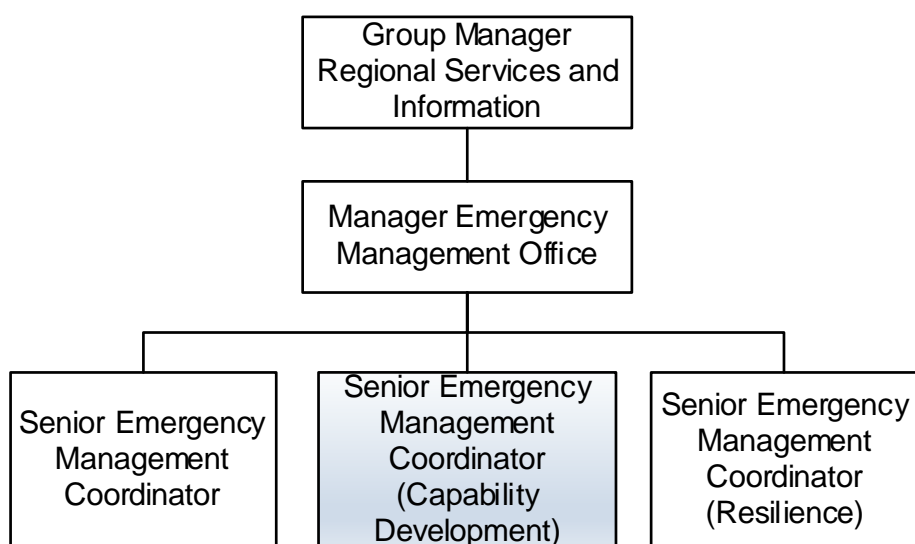 Group Manager
Regional Services and
Information
Manager Emergency
Management Office
Senior Emergency
Management
Coordinator
Senior Emergency
Management
Coordinator
(Capability
Development)
Senior Emergency
Management
Coordinator
(Resilience)